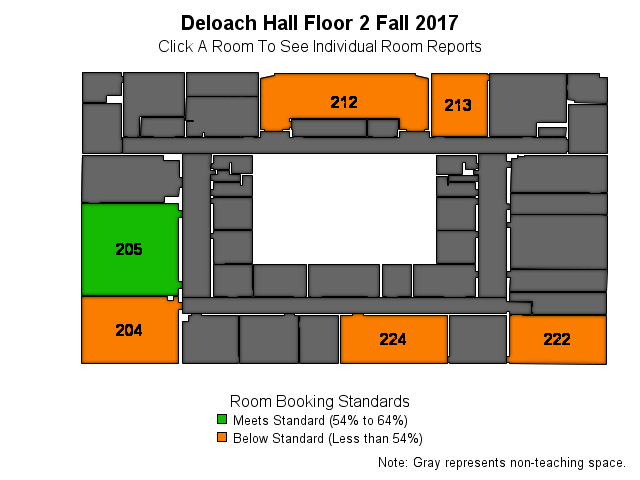 Deloach Hall Floor 2 Fall 2017
Click A Room To See Individual Room Reports
212
213
205
204
224
222
Room Booking Standards
Meets Standard (54% to 64%)
Below Standard (Less than 54%)
Note: Gray represents non-teaching space.